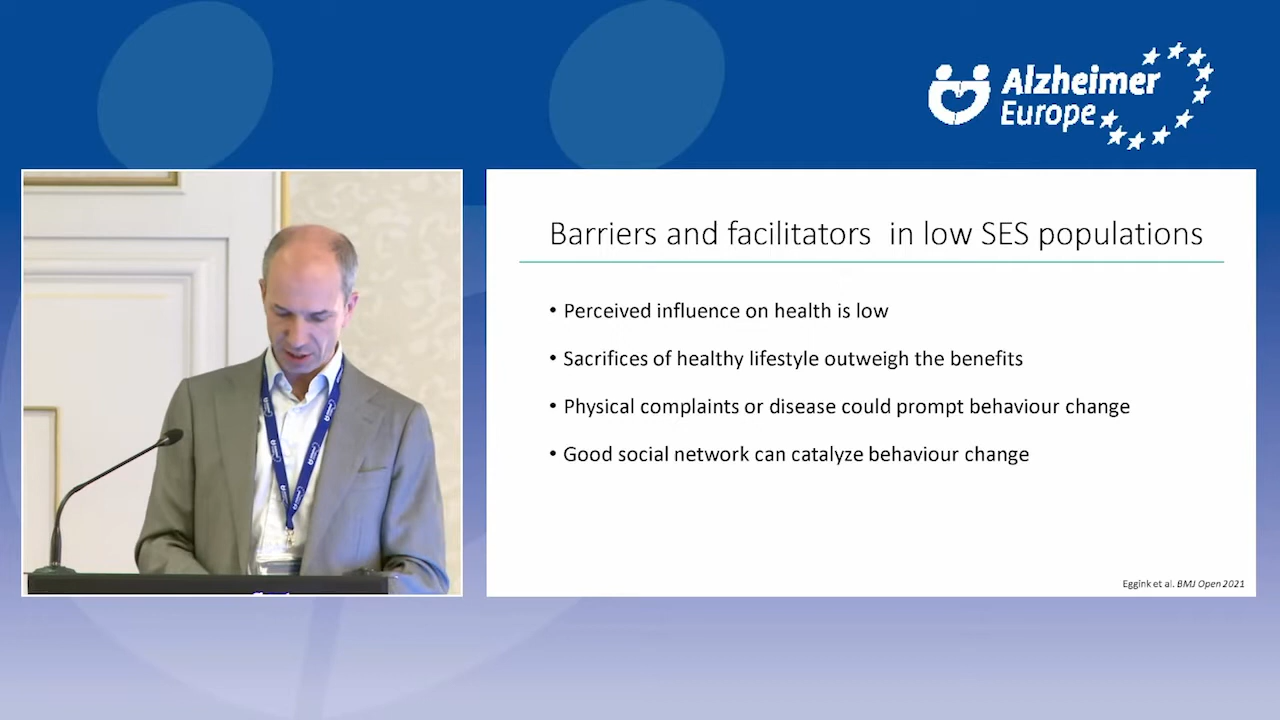 Alzheimer
Europe
Barriers and facilitators in low SES populations
• Perceived influence on health is low
• Sacrifices of healthy lifestyle outweigh the benefits
• Physical complaints or disease could prompt behaviour change
• Good social network can catalyze behaviour change
Eggink et al. BMJ Open 2021